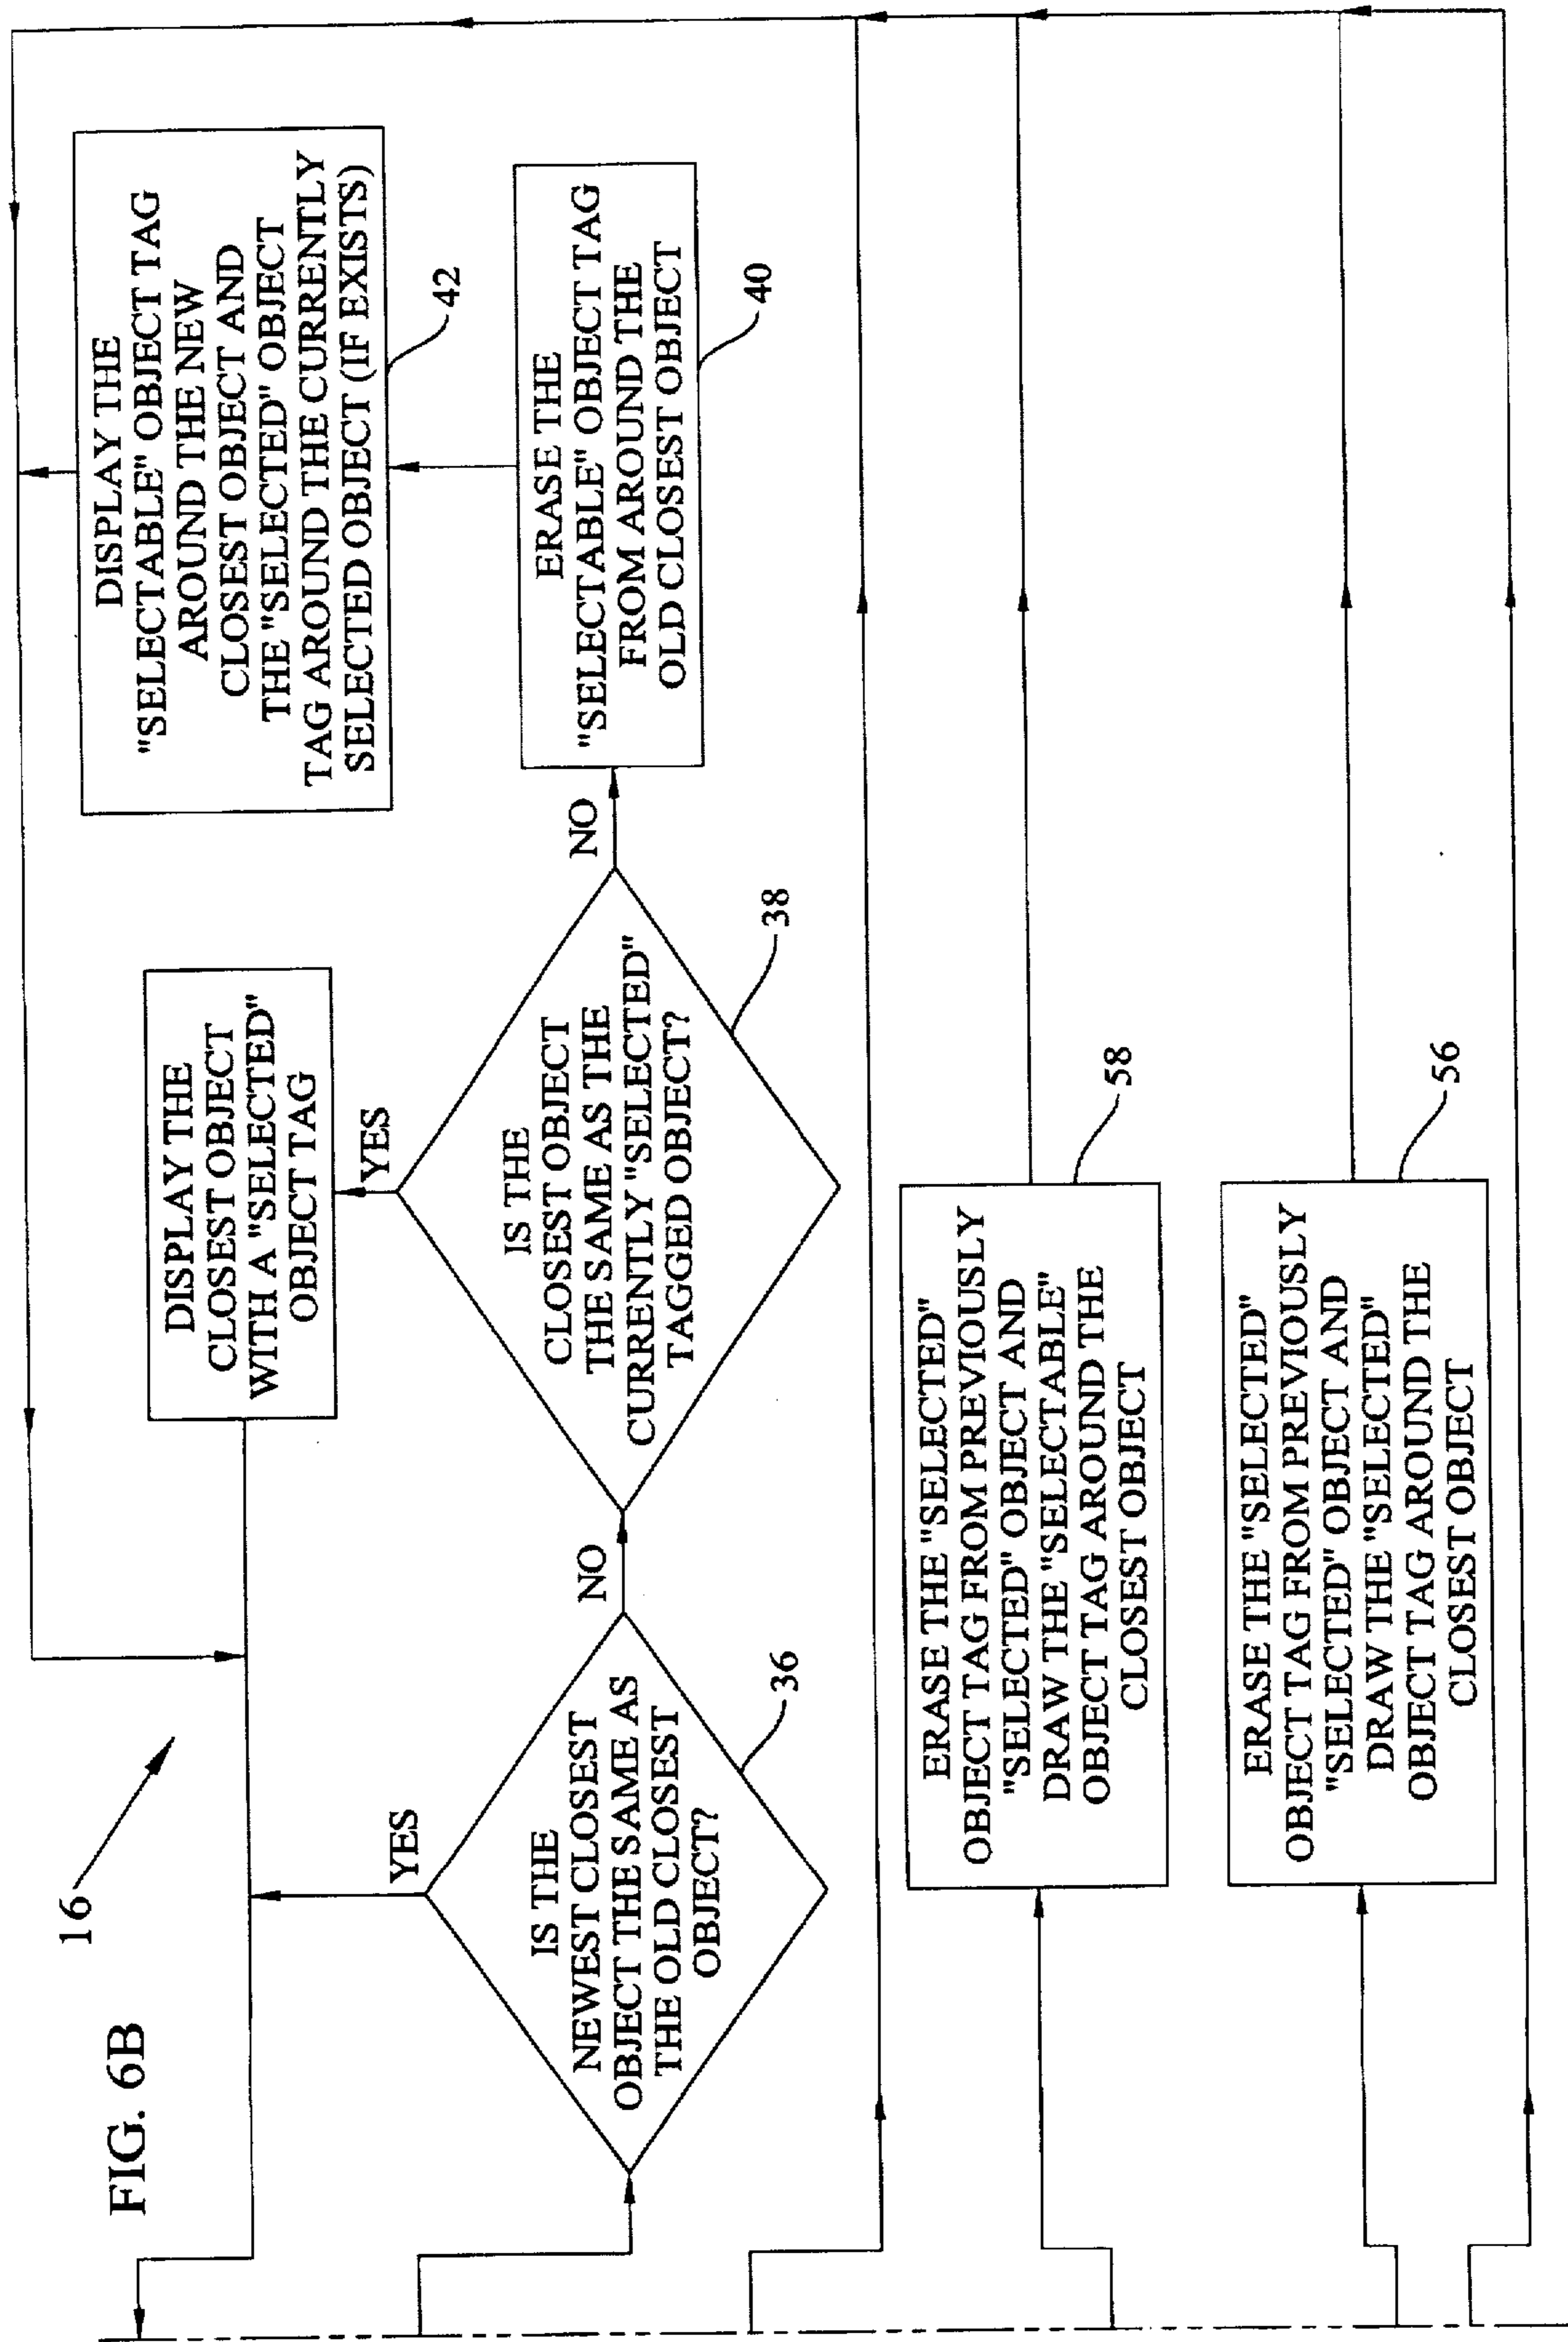 FIG. 6B
16
IS THE
NEWEST CLOSEST
OBJECT THE SAME AS
THE OLD CLOSEST
OBJECT?
36
YES
NO
IS THE
CLOSEST OBJECT
THE SAME AS THE
CURRENTLY "SELECTED"
TAGGED OBJECT?
38
YES
NO
DISPLAY THE
CLOSEST OBJECT
WITH A "SELECTED"
OBJECT TAG
ERASE THE
"SELECTABLE" OBJECT TAG
FROM AROUND THE
OLD CLOSEST OBJECT
40
DISPLAY THE
"SELECTABLE" OBJECT TAG
AROUND THE NEW
CLOSEST OBJECT AND
THE "SELECTED" OBJECT
TAG AROUND THE CURRENTLY
SELECTED OBJECT (IF EXISTS)
42
ERASE THE "SELECTED"
OBJECT TAG FROM PREVIOUSLY
"SELECTED" OBJECT AND
DRAW THE "SELECTABLE"
OBJECT TAG AROUND THE
CLOSEST OBJECT
58
ERASE THE "SELECTED"
OBJECT TAG FROM PREVIOUSLY
"SELECTED" OBJECT AND
DRAW THE "SELECTED"
OBJECT TAG AROUND THE
CLOSEST OBJECT
56